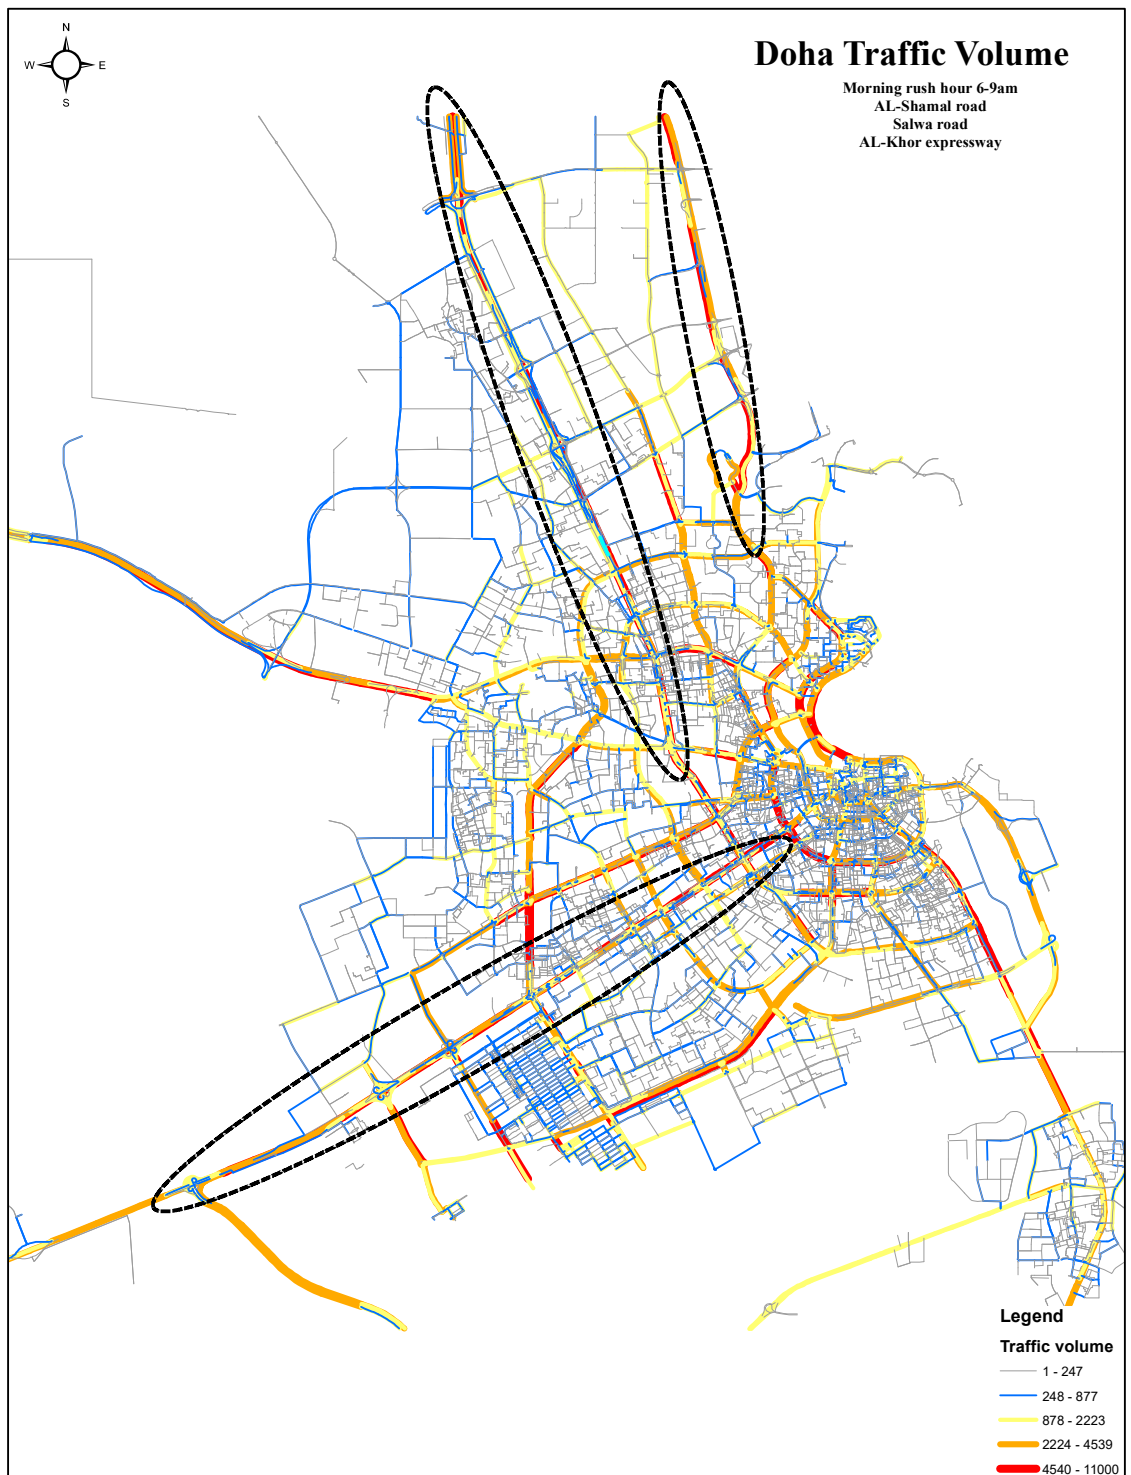 N
W E
S
Doha Traffic Volume
Morning rush hour 6-9am
AL-Shamal road
Salwa road
AL-Khor expressway
Legend
Traffic volume
1 - 247
248 - 877
878 - 2223
2224 - 4539
4540 - 11000